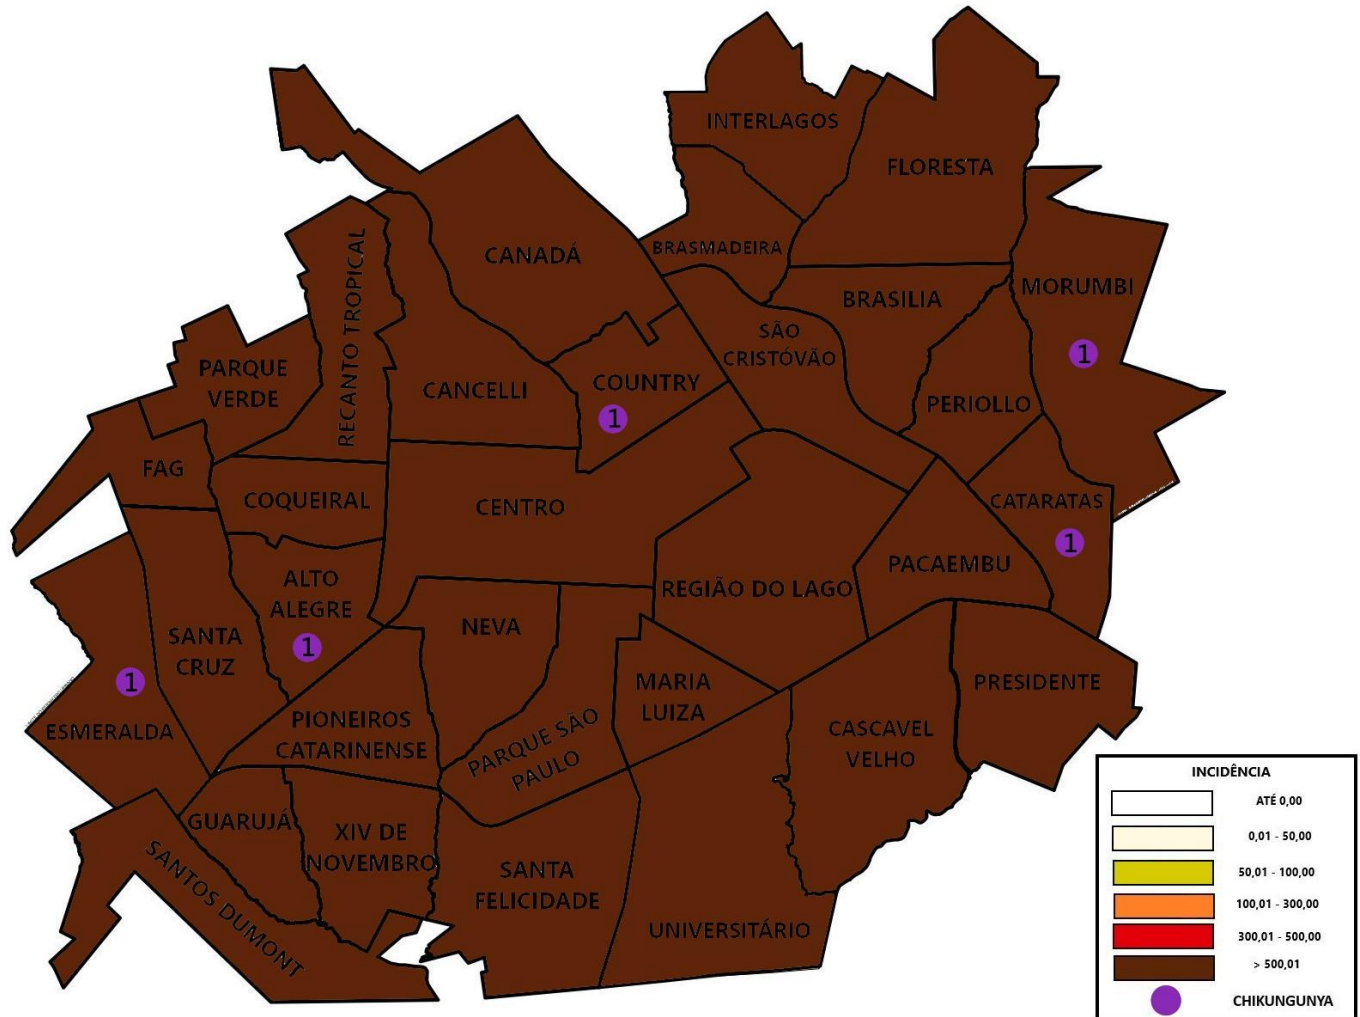 INTERLAGOS
FLORESTA
CANADÁ
BRASMADEIRA
MORUMBI
1
BRASILIA
RECANTO TROPICAL
SÃO
CRISTÓVÃO
PARQUE
VERDE
CANCELLI
COUNTRY
1
PERIOLLO
FAG
COQUEIRAL
CENTRO
CATARATAS
1
ALTO
ALEGRE
1
REGIÃO DO LAGO
PACAEMBU
SANTA
CRUZ
NEVA
1
ESMERALDA
MARIA
LUIZA
PRESIDENTE
PIONEIROS
CATARINENSE
PARQUE SÃO
PAULO
CASCAVEL
VELHO
GUARUJÁ
XIV DE
NOVEMBRO
SANTOS DUMONT
SANTA
FELICIDADE
UNIVERSITÁRIO
INCIDÊNCIA
ATÉ 0,00
0,01 - 50,00
50,01 - 100,00
100,01 - 300,00
300,01 - 500,00
> 500,01
CHIKUNGUNYA